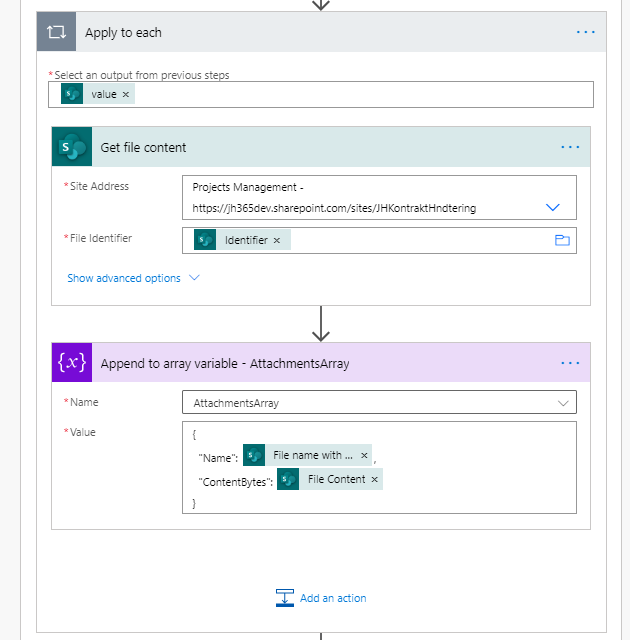 Apply to each
* Select an output from previous steps
value ×
Get file content
* Site Address
Projects Management -
https://jh365dev.sharepoint.com/sites/JHKontraktHndtering
* File Identifier
Identifier ×
Show advanced options
{x} Append to array variable - AttachmentsArray
* Name
AttachmentsArray
* Value
{
"Name": File name with ... × ,
"ContentBytes": File Content ×
}
Add an action